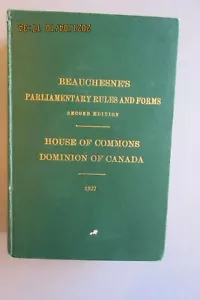 BEAUCHESNE'S
PARLIAMENTARY RULES AND FORMS
SECOND EDITION
HOUSE OF COMMONS
DOMINION OF CANADA
1927